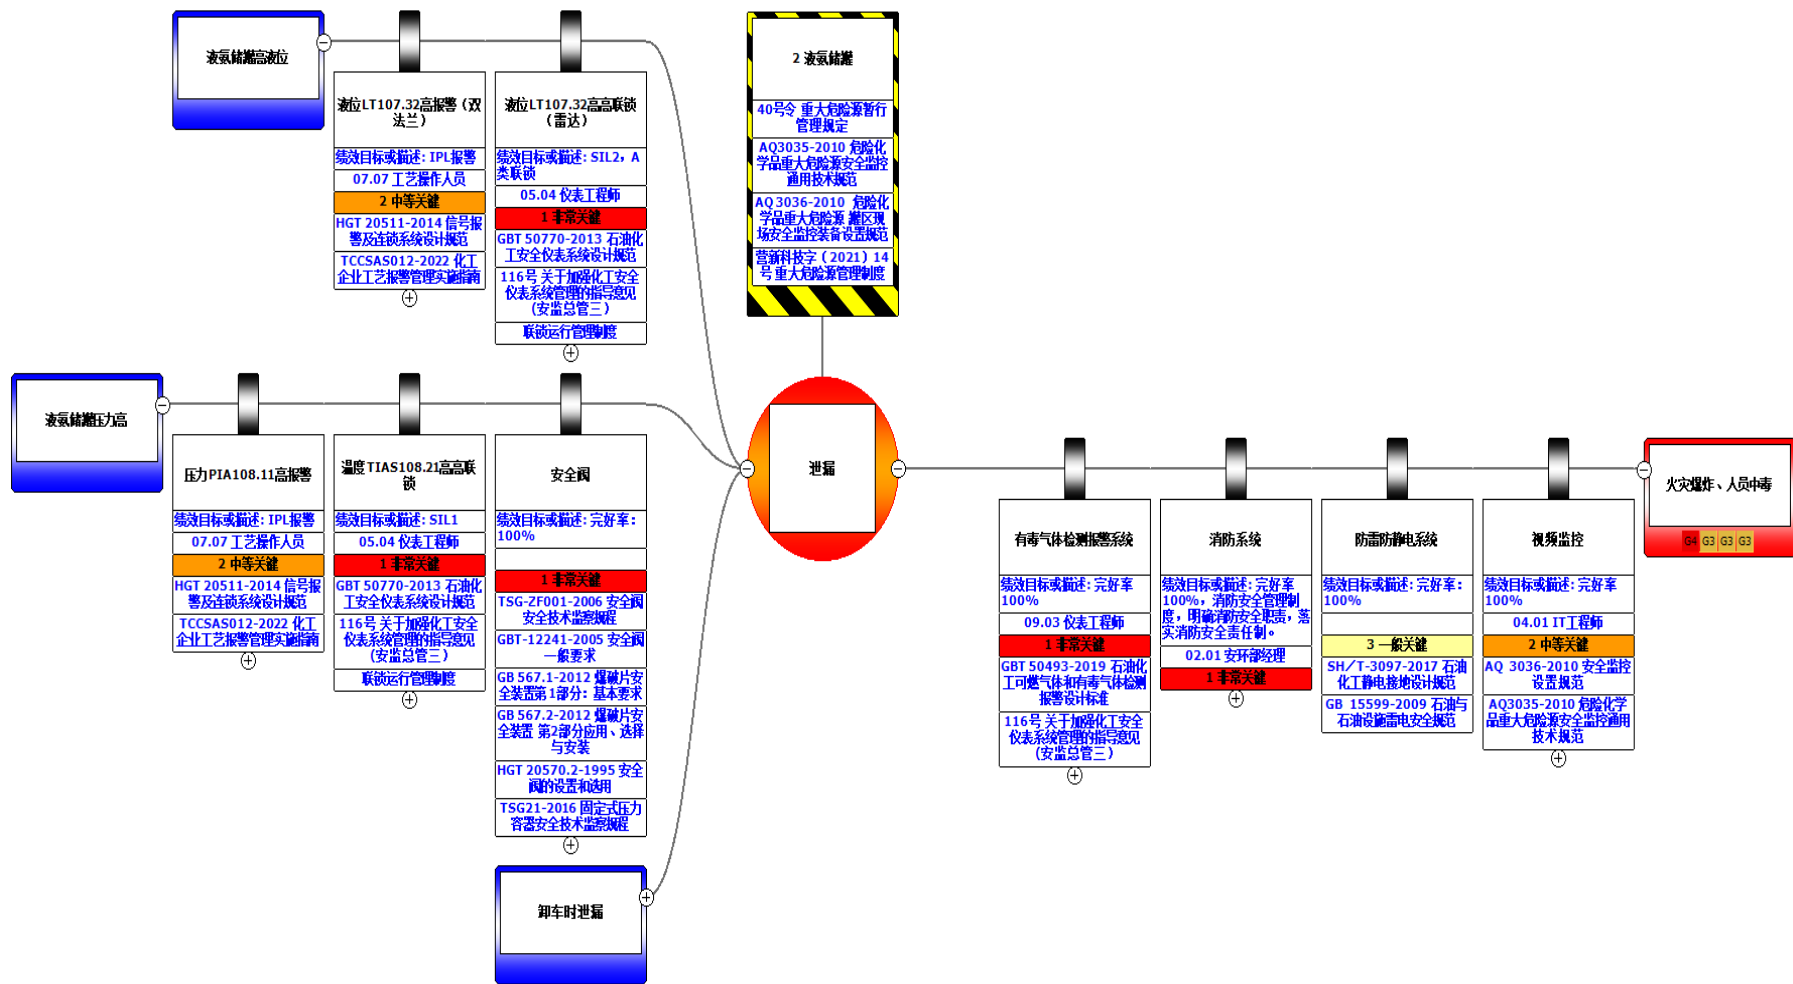 液氨储罐高液位
液位LT107.32高报警（双
法兰）
绩效目标或描述: IPL报警
07.07 工艺操作人员
2 中等关键
HGT 20511-2014 信号报
警及连锁系统设计规范
TCCSAS012-2022 化工
企业工艺报警管理实施指南
液位LT107.32高高联锁
（雷达）
绩效目标或描述: SIL2，A
类联锁
05.04 仪表工程师
1 非常关键
GBT 50770-2013 石油化
工安全仪表系统设计规范
116号 关于加强化工安全
仪表系统管理的指导意见
（安监总管三）
联锁运行管理制度
2 液氨储罐
40号令 重大危险源暂行
管理规定
AQ3035-2010 危险化
学品重大危险源安全监控
通用技术规范
AQ 3036-2010 危险化
学品重大危险源 罐区现
场安全监控装备设置规范
营新科技字（2021）14
号 重大危险源管理制度
液氨储罐压力高
压力PIA108.11高报警
绩效目标或描述: IPL报警
07.07 工艺操作人员
2 中等关键
HGT 20511-2014 信号报
警及连锁系统设计规范
TCCSAS012-2022 化工
企业工艺报警管理实施指南
温度TIAS108.21高高联
锁
绩效目标或描述: SIL1
05.04 仪表工程师
1 非常关键
GBT 50770-2013 石油化
工安全仪表系统设计规范
116号 关于加强化工安全
仪表系统管理的指导意见
（安监总管三）
联锁运行管理制度
安全阀
绩效目标或描述: 完好率：
100%
1 非常关键
TSG-ZF001-2006 安全阀
安全技术监察规程
GBT-12241-2005 安全阀
一般要求
GB 567.1-2012 爆破片安
全装置第1部分：基本要求
GB 567.2-2012 爆破片安
全装置 第2部分应用、选择
与安装
HGT 20570.2-1995 安全
阀的设置和选用
TSG21-2016 固定式压力
容器安全技术监察规程
卸车时泄漏
泄漏
有毒气体检测报警系统
绩效目标或描述: 完好率
100%
09.03 仪表工程师
1 非常关键
GBT 50493-2019 石油化
工可燃气体和有毒气体检测
报警设计标准
116号 关于加强化工安全
仪表系统管理的指导意见
（安监总管三）
消防系统
绩效目标或描述: 完好率
100%，消防安全管理制
度，明确消防安全职责，落
实消防安全责任制。
02.01 安环部经理
1 非常关键
防雷防静电系统
绩效目标或描述: 完好率：
100%
3 一般关键
SH／T-3097-2017 石油
化工静电接地设计规范
GB 15599-2009 石油与
石油设施雷电安全规范
视频监控
绩效目标或描述: 完好率
100%
04.01 IT工程师
2 中等关键
AQ 3036-2010 安全监控
设置规范
AQ3035-2010 危险化学
品重大危险源安全监控通用
技术规范
火灾爆炸、人员中毒
G4 G3 G3 G3